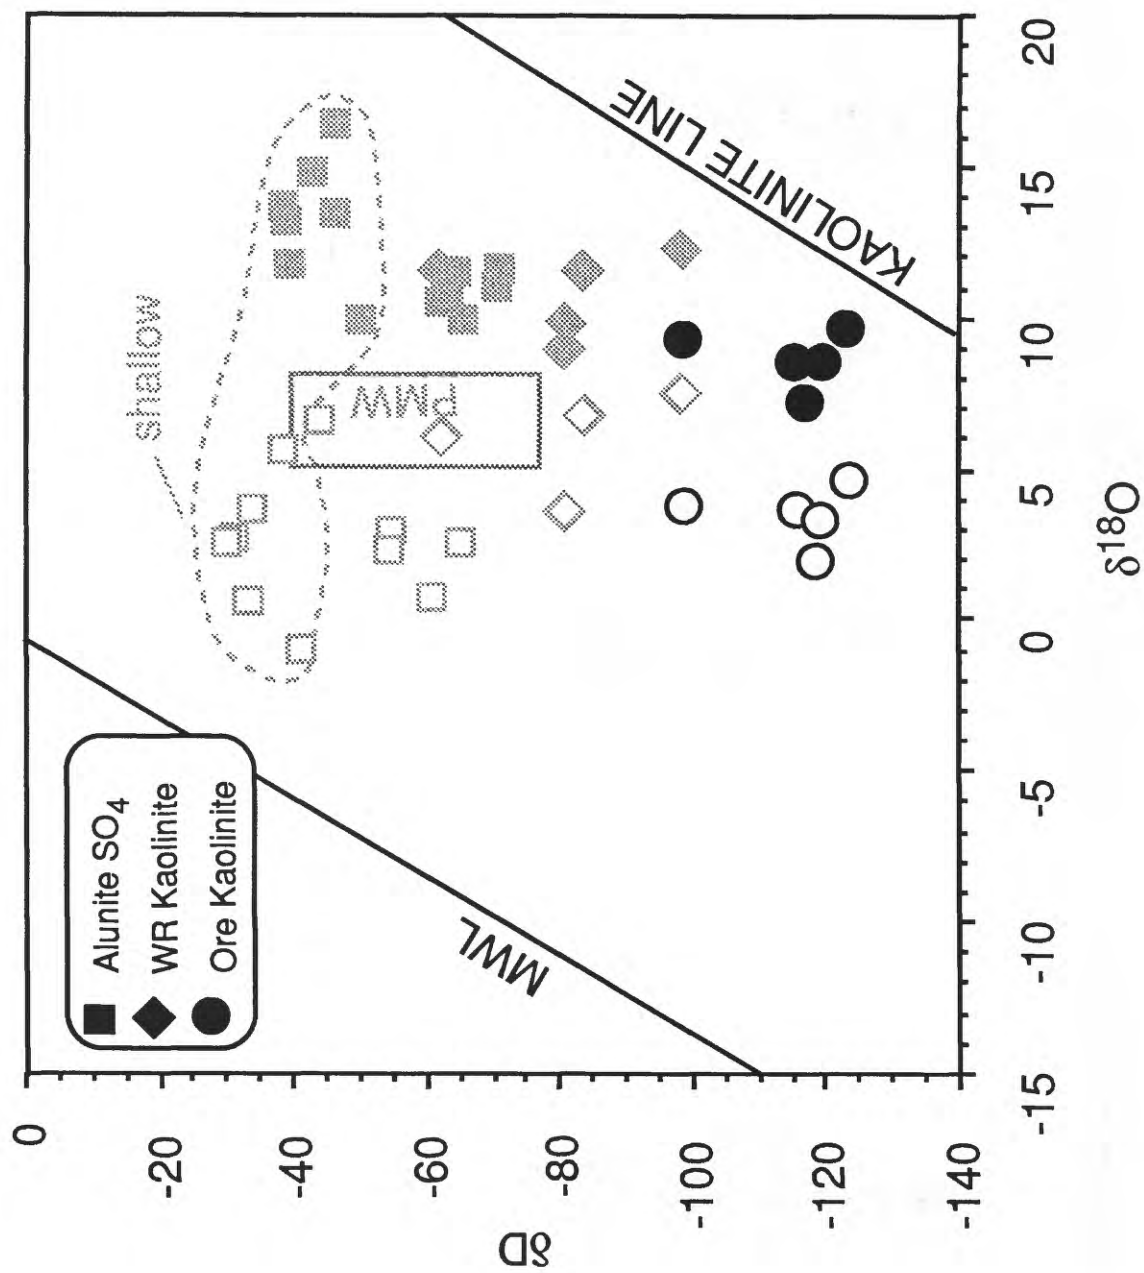 Alunite SO4
WR Kaolinite
Ore Kaolinite
shallow
PMW
MWL
KAOLINITE LINE
0
-20
-40
-60
-80
-100
-120
-140
δD
-15
-10
-5
0
5
10
15
20
δ18O